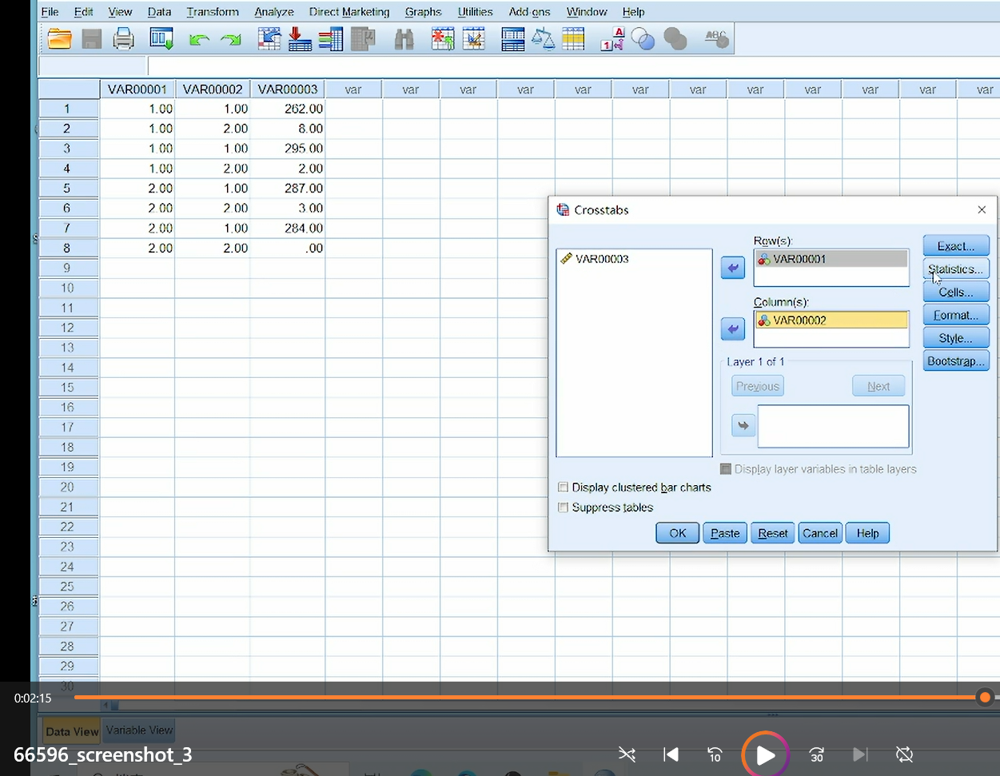 File Edit View Data Transform Analyze Direct Marketing Graphs Utilities Add-ons Window Help
VAR00001 VAR00002 VAR00003 var var var var var var var var var var var var
1 1.00 1.00 262.00
2 1.00 2.00 8.00
3 1.00 1.00 295.00
4 1.00 2.00 2.00
5 2.00 1.00 287.00
6 2.00 2.00 3.00
7 2.00 1.00 284.00
8 2.00 2.00 .00
9
10
11
12
13
14
15
16
17
18
19
20
21
22
23
24
25
26
27
28
29
30
Crosstabs
VAR00003
Row(s):
VAR00001
Column(s):
VAR00002
Layer 1 of 1
Previous Next
Display layer variables in table layers
Exact...
Statistics...
Cells...
Format...
Style...
Bootstrap...
Display clustered bar charts
Suppress tables
OK Paste Reset Cancel Help
0:02:15
Data View Variable View
66596_screenshot_3
10 30